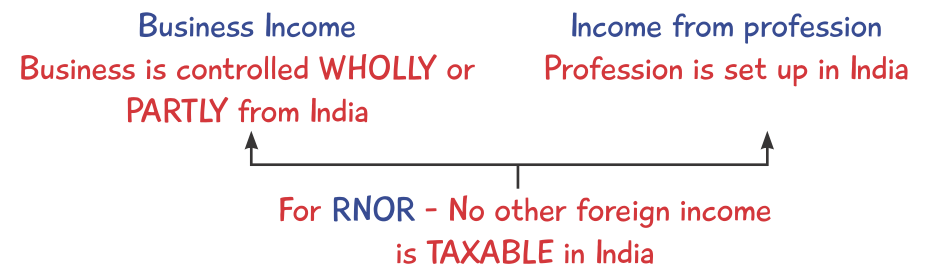 Business Income
Business is controlled WHOLLY or
PARTLY from India
Income from profession
Profession is set up in India
For RNOR - No other foreign income
is TAXABLE in India